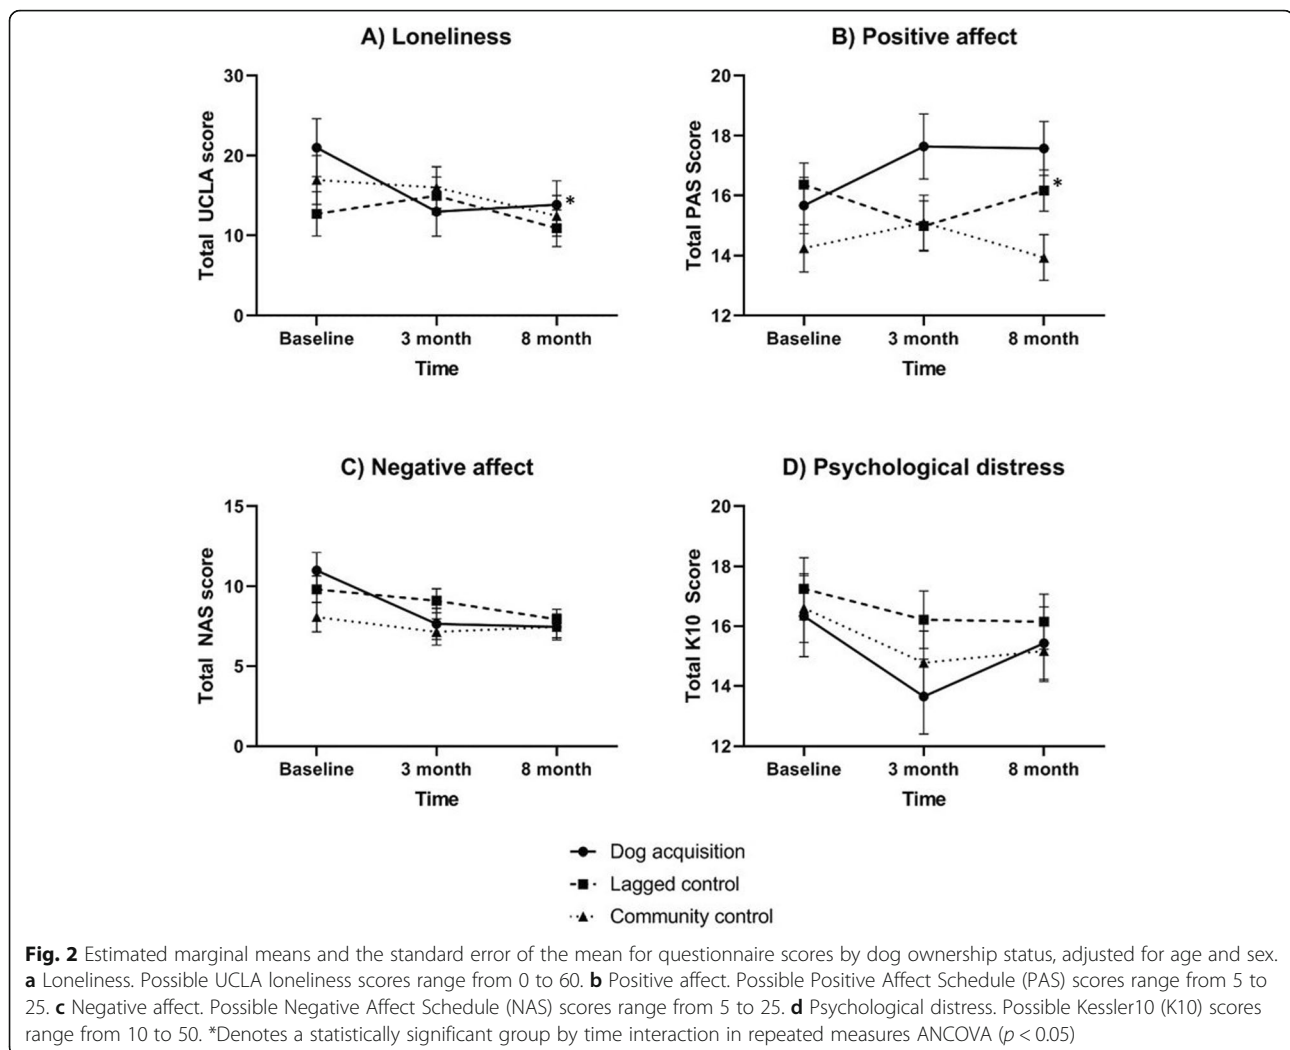 A) Loneliness
30
20
10
0
Total UCLA score
*
Baseline 3 month 8 month
Time
B) Positive affect
20
18
16
14
12
Total PAS Score
*
Baseline 3 month 8 month
Time
C) Negative affect
15
10
5
0
Total NAS score
Baseline 3 month 8 month
Time
D) Psychological distress
20
18
16
14
12
Total K10 Score
Baseline 3 month 8 month
Time
Dog acquisition
Lagged control
Community control
Fig. 2 Estimated marginal means and the standard error of the mean for questionnaire scores by dog ownership status, adjusted for age and sex.
a Loneliness. Possible UCLA loneliness scores range from 0 to 60. b Positive affect. Possible Positive Affect Schedule (PAS) scores range from 5 to
25. c Negative affect. Possible Negative Affect Schedule (NAS) scores range from 5 to 25. d Psychological distress. Possible Kessler10 (K10) scores
range from 10 to 50. *Denotes a statistically significant group by time interaction in repeated measures ANCOVA (p < 0.05)